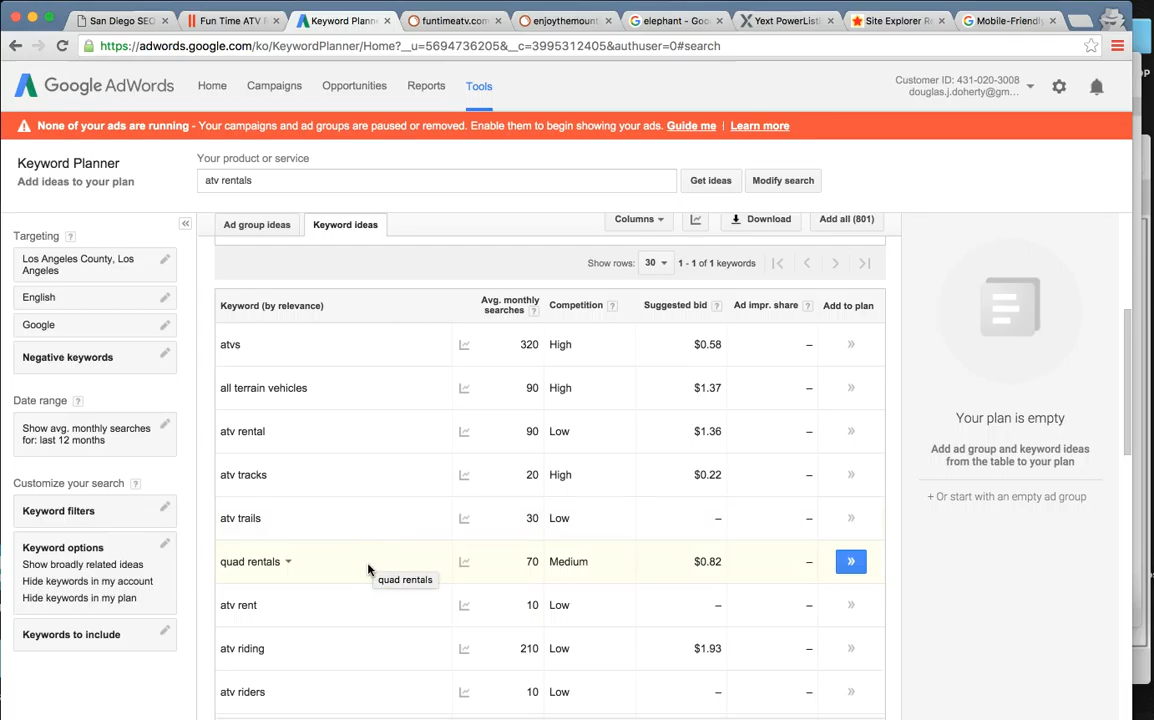 San Diego SEO
Fun Time ATV R
Keyword Planne
funtimeatv.com
enjoythemount
elephant - Goo
Yext PowerListi
Site Explorer R
Mobile-Friendly
https://adwords.google.com/ko/KeywordPlanner/Home?__u=5694736205&__c=3995312405&authuser=0#search
Google AdWords
Home
Campaigns
Opportunities
Reports
Tools
Customer ID: 431-020-3008
douglas.j.doherty@gm...
None of your ads are running - Your campaigns and ad groups are paused or removed. Enable them to begin showing your ads. Guide me | Learn more
Keyword Planner
Add ideas to your plan
Your product or service
atv rentals
Get ideas
Modify search
Targeting ?
Los Angeles County, Los
Angeles
English
Google
Negative keywords
Date range ?
Show avg. monthly searches
for: last 12 months
Customize your search ?
Keyword filters
Keyword options
Show broadly related ideas
Hide keywords in my account
Hide keywords in my plan
Keywords to include
Ad group ideas
Keyword ideas
Columns
Download
Add all (801)
Show rows: 30 1 - 1 of 1 keywords
Keyword (by relevance) Avg. monthly searches ? Competition ? Suggested bid ? Ad impr. share ? Add to plan
atvs 320 High $0.58 – »
all terrain vehicles 90 High $1.37 – »
atv rental 90 Low $1.36 – »
atv tracks 20 High $0.22 – »
atv trails 30 Low – – »
quad rentals 70 Medium $0.82 – »
quad rentals
atv rent 10 Low – – »
atv riding 210 Low $1.93 – »
atv riders 10 Low – – »
Your plan is empty
Add ad group and keyword ideas
from the table to your plan
+ Or start with an empty ad group